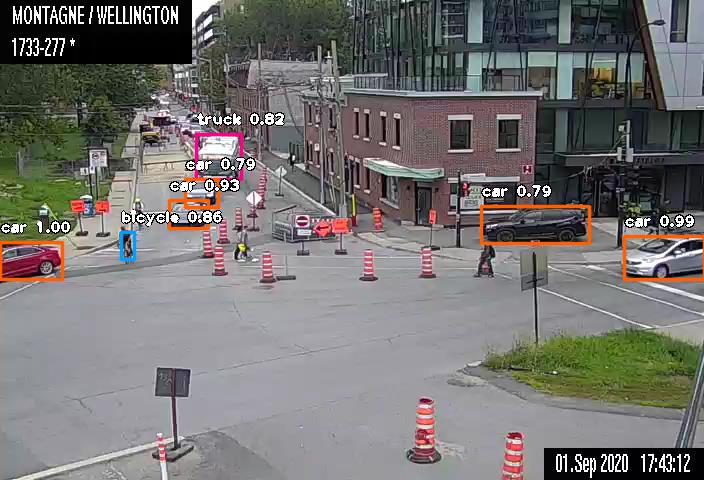 MONTAGNE / WELLINGTON
1733-277 *
truck 0.82
car 0.79
car 0.93
car 0.79
bicycle 0.86
car 0.99
car 1.00
01.Sep 2020 17:43:12